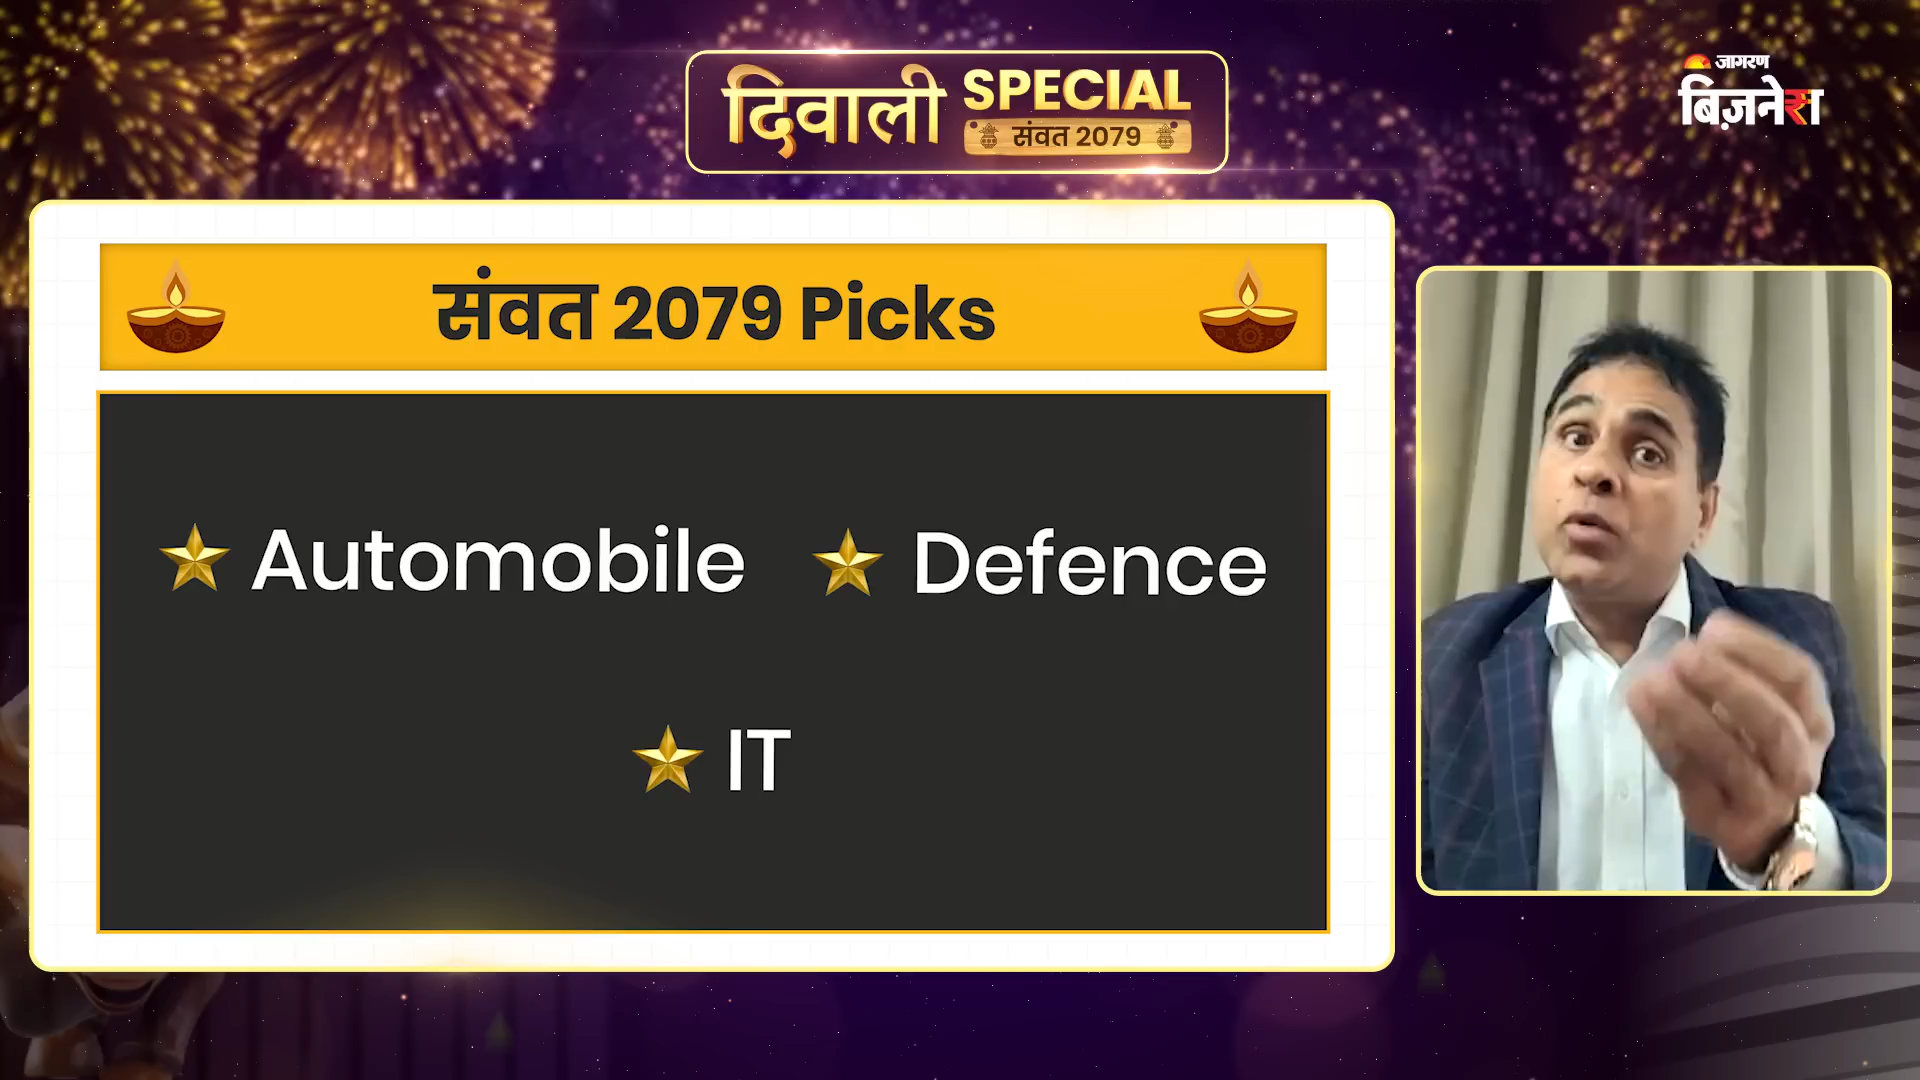 दिवाली SPECIAL
संवत 2079
जागरण
बिज़नेस
संवत 2079 Picks
Automobile
Defence
IT